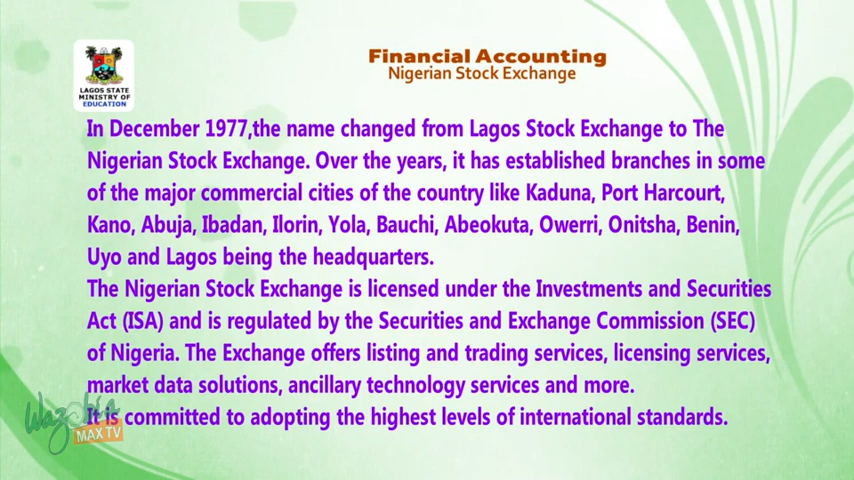 LAGOS STATE
MINISTRY OF
EDUCATION
Financial Accounting
Nigerian Stock Exchange
In December 1977,the name changed from Lagos Stock Exchange to The
Nigerian Stock Exchange. Over the years, it has established branches in some
of the major commercial cities of the country like Kaduna, Port Harcourt,
Kano, Abuja, Ibadan, Ilorin, Yola, Bauchi, Abeokuta, Owerri, Onitsha, Benin,
Uyo and Lagos being the headquarters.
The Nigerian Stock Exchange is licensed under the Investments and Securities
Act (ISA) and is regulated by the Securities and Exchange Commission (SEC)
of Nigeria. The Exchange offers listing and trading services, licensing services,
market data solutions, ancillary technology services and more.
It is committed to adopting the highest levels of international standards.
Wazobia
MAX TV